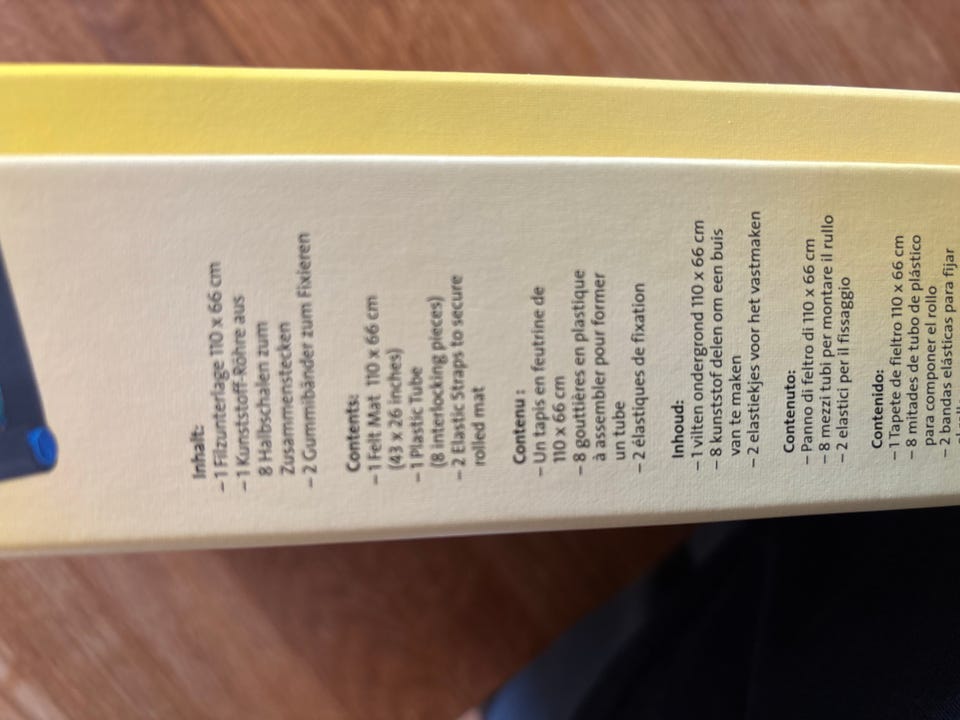 Inhalt:
– 1 Filzunterlage 110 x 66 cm
– 1 Kunststoff-Röhre aus
8 Halbschalen zum
Zusammenstecken
– 2 Gummibänder zum Fixieren
Contents:
– 1 Felt Mat 110 x 66 cm
(43 x 26 inches)
– 1 Plastic Tube
(8 interlocking pieces)
– 2 Elastic Straps to secure
rolled mat
Contenu :
– Un tapis en feutrine de
110 x 66 cm
– 8 gouttières en plastique
à assembler pour former
un tube
– 2 élastiques de fixation
Inhoud:
– 1 vilten ondergrond 110 x 66 cm
– 8 kunststof delen om een buis
van te maken
– 2 elastiekjes voor het vastmaken
Contenuto:
– Panno di feltro di 110 x 66 cm
– 8 mezzi tubi per montare il rullo
– 2 elastici per il fissaggio
Contenido:
– 1 Tapete de fieltro 110 x 66 cm
– 8 mitades de tubo de plástico
para componer el rollo
– 2 bandas elásticas para fijar